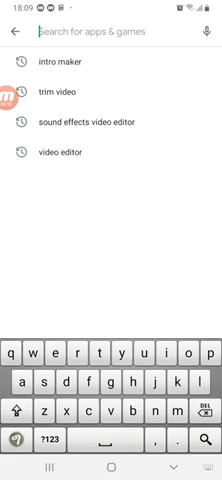 18:09
Search for apps & games
intro maker
trim video
sound effects video editor
video editor
q w e r t y u i o p
a s d f g h j k l
z x c v b n m DEL
?123 , .